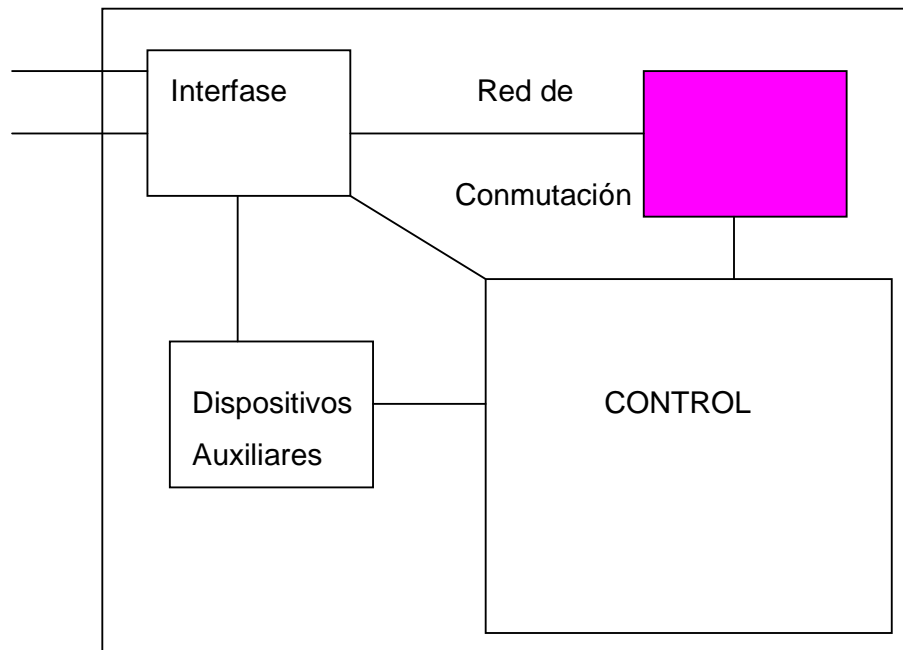 Interfase
Red de
Conmutación
Dispositivos
Auxiliares
CONTROL